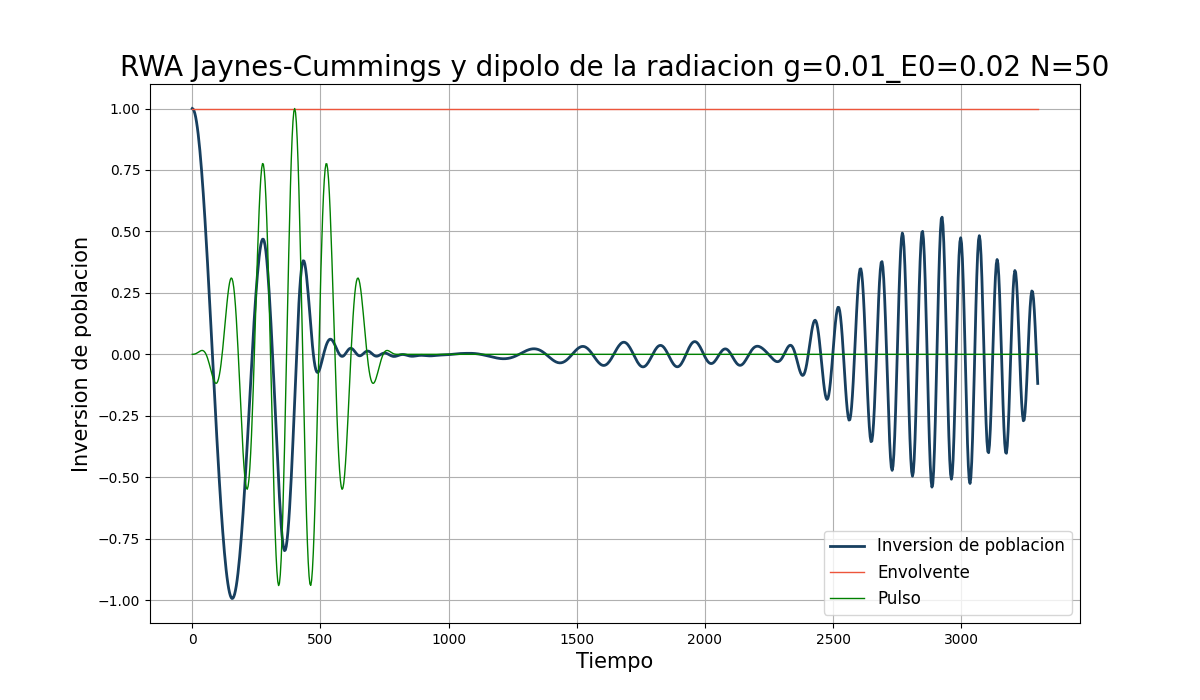 RWA Jaynes-Cummings y dipolo de la radiacion g=0.01_E0=0.02 N=50
Inversion de poblacion
1.00
0.75
0.50
0.25
0.00
−0.25
−0.50
−0.75
−1.00
Inversion de poblacion
Envolvente
Pulso
0 500 1000 1500 2000 2500 3000
Tiempo